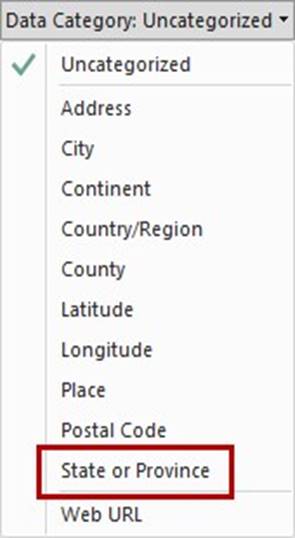 Data Category: Uncategorized
Uncategorized
Address
City
Continent
Country/Region
County
Latitude
Longitude
Place
Postal Code
State or Province
Web URL